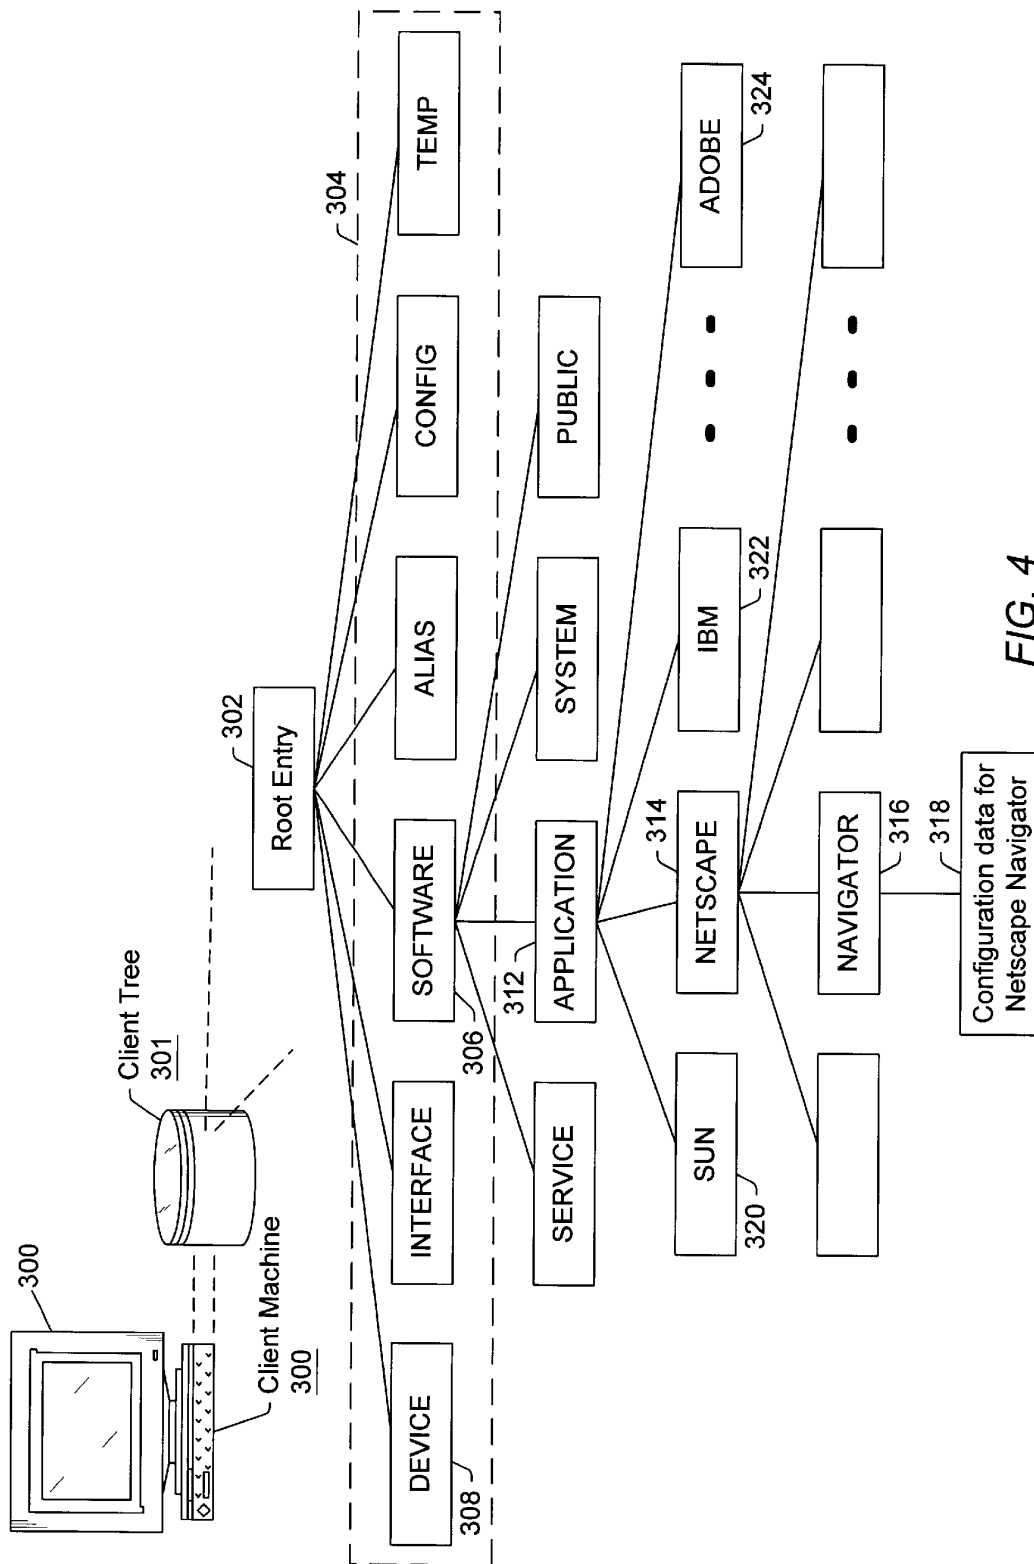 300
Client Machine
300
Client Tree
301
302
Root Entry
304
DEVICE
INTERFACE
SOFTWARE
ALIAS
CONFIG
TEMP
308
306
312
SERVICE
APPLICATION
SYSTEM
PUBLIC
314
SUN
NETSCAPE
IBM
ADOBE
320
322
324
NAVIGATOR
316
318
Configuration data for
Netscape Navigator
FIG. 4